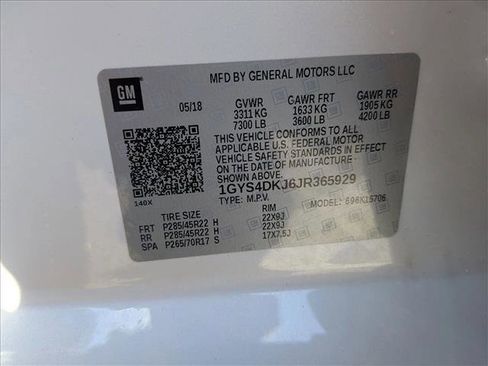 MFD BY GENERAL MOTORS LLC
GM
05/18 GVWR GAWR FRT GAWR RR
3311 KG 1633 KG 1905 KG
7300 LB 3600 LB 4200 LB
THIS VEHICLE CONFORMS TO ALL
APPLICABLE U.S. FEDERAL MOTOR
VEHICLE SAFETY STANDARDS IN
EFFECT ON THE DATE OF MANUFACTURE
SHOWN ABOVE.
1GYS4DKJ6JR365929
TYPE: M.P.V. MODEL: 696K15706
140X
TIRE SIZE RIM
FRT P285/45R22 H 22X9J
RR P285/45R22 H 22X9J
SPA P265/70R17 S 17X7.5J